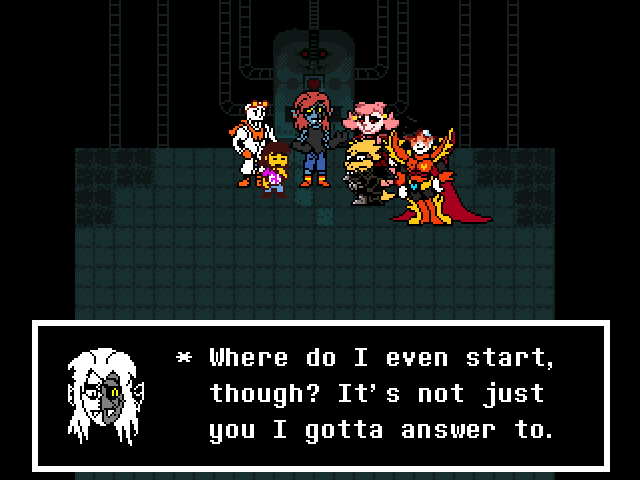 * Where do I even start,
though? It's not just
you I gotta answer to.